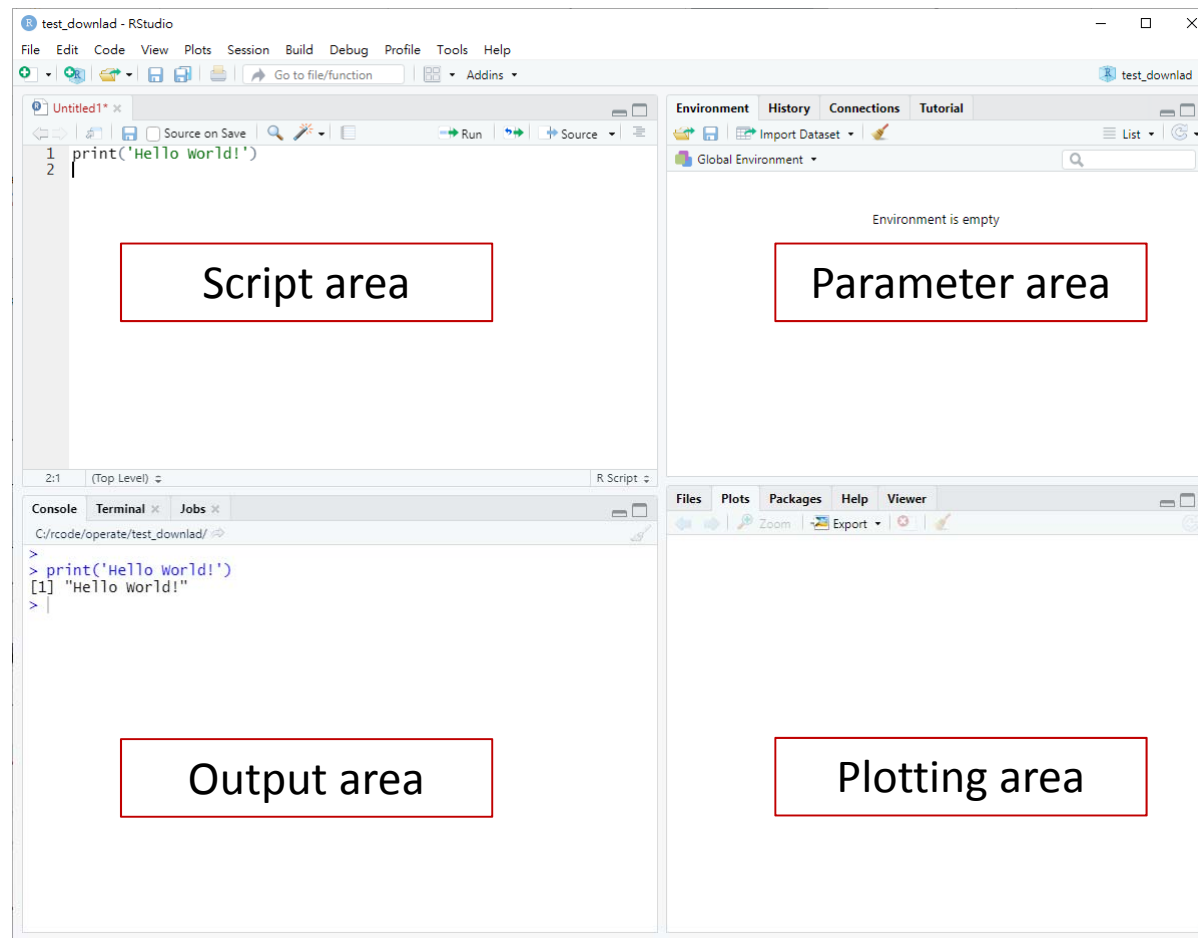 test_downlad - RStudio
File Edit Code View Plots Session Build Debug Profile Tools Help
Go to file/function Addins test_downlad
Untitled1*
Source on Save Run Source
1 print('Hello World!')
2
Script area
2:1 (Top Level) R Script
Console Terminal Jobs
C:/rcode/operate/test_downlad/
>
> print('Hello World!')
[1] "Hello World!"
>
Output area
Environment History Connections Tutorial
Import Dataset List
Global Environment
Environment is empty
Parameter area
Files Plots Packages Help Viewer
Zoom Export
Plotting area